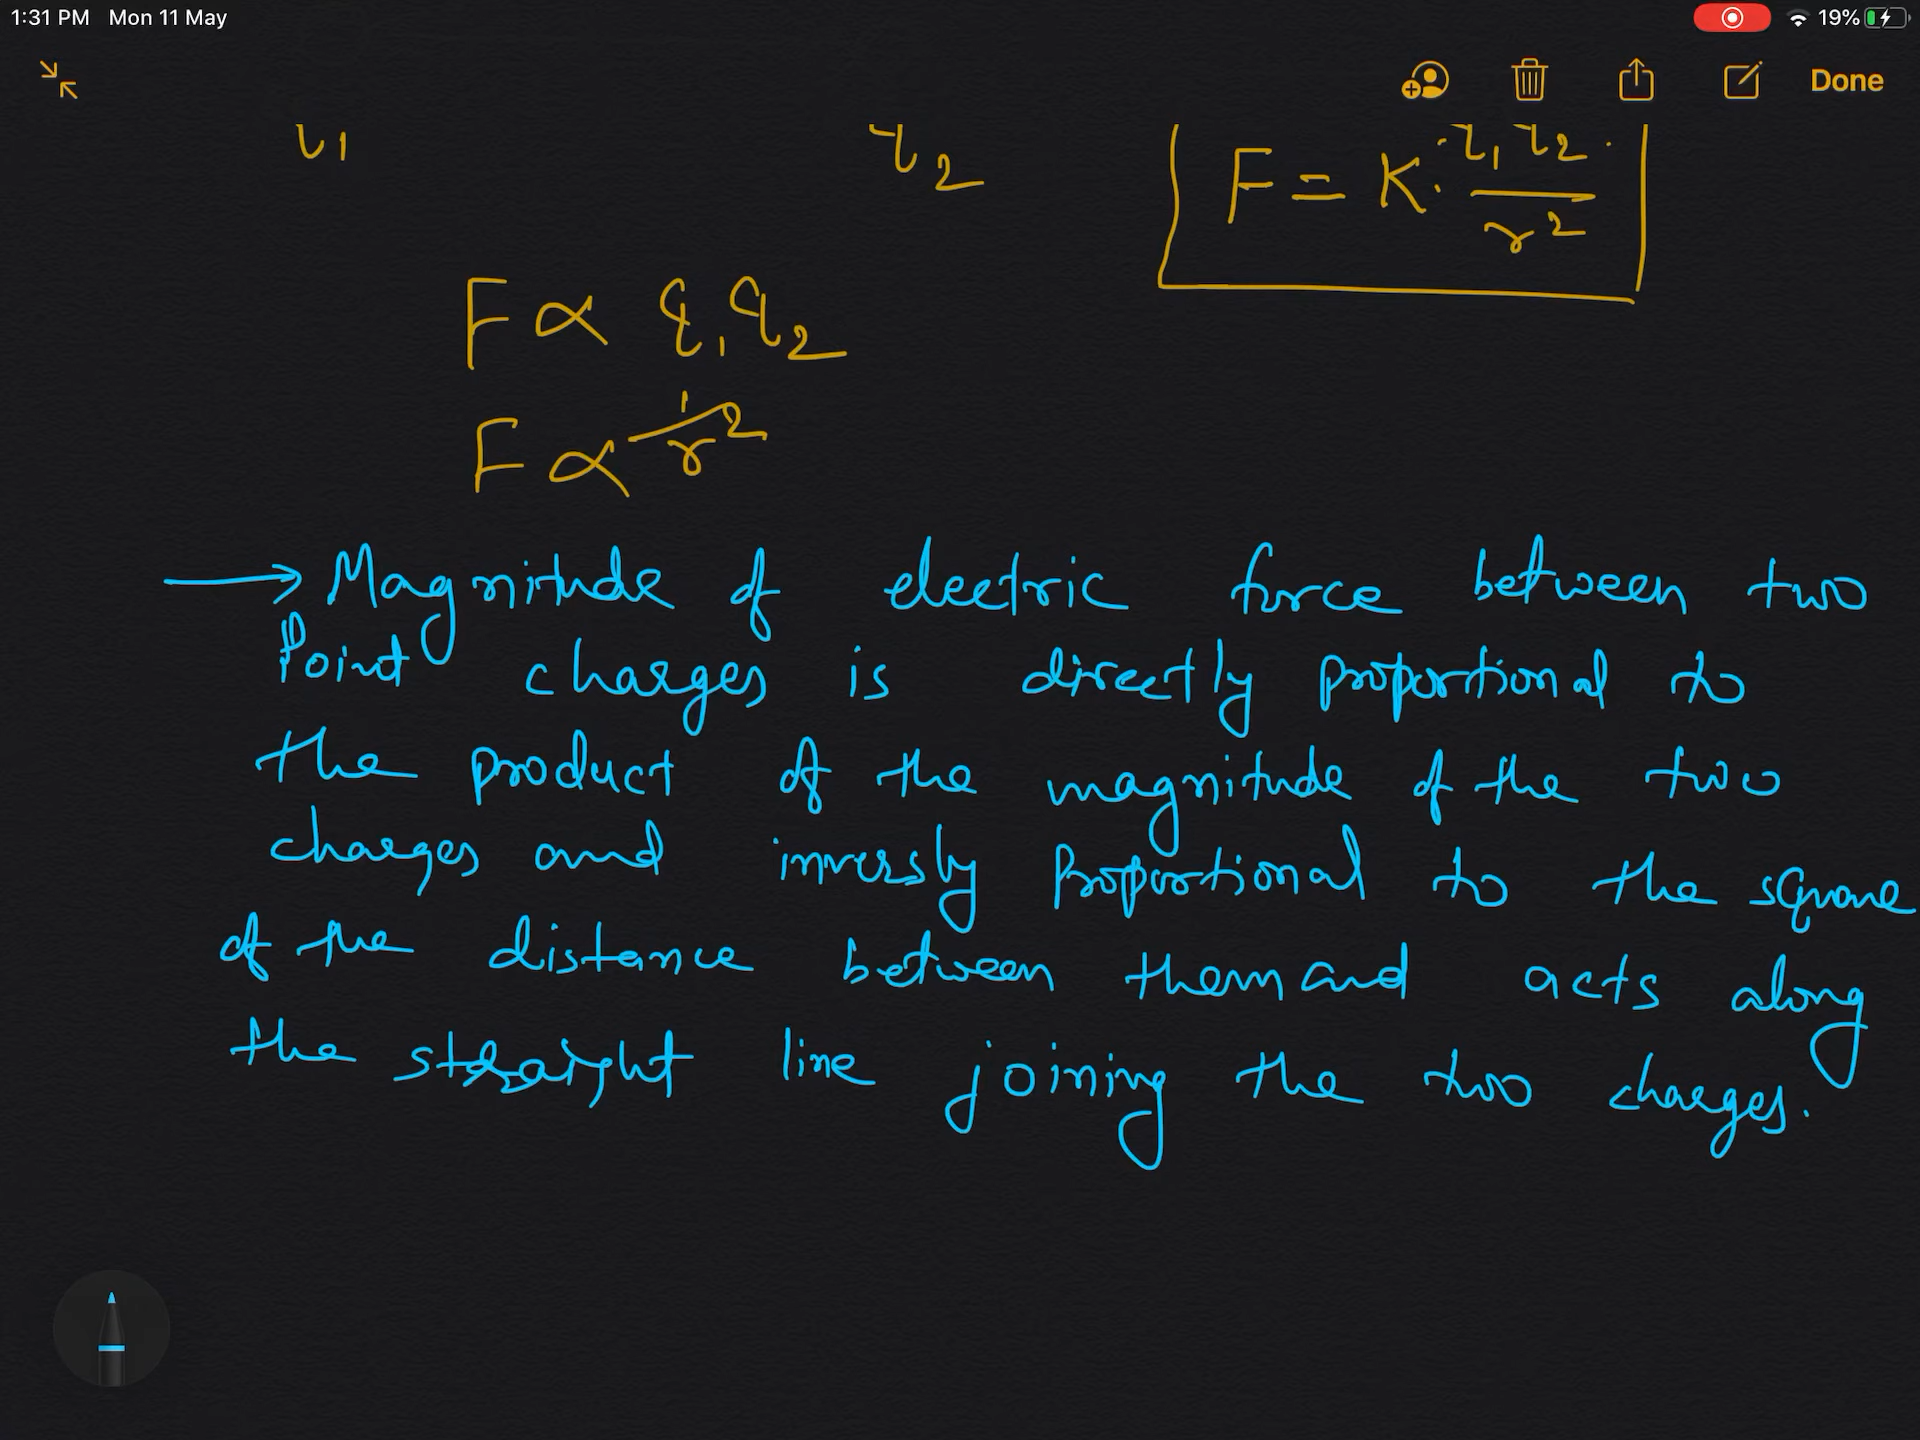 1:31 PM Mon 11 May 19%
Done
q1 q2 F = K. q1 q2 / r²
F ∝ q1 q2
F ∝ 1/r²
→ Magnitude of electric force between two
Point charges is directly proportional to
the product of the magnitude of the two
charges and inversly Proportional to the square
of the distance between them and acts along
the straight line joining the two charges.